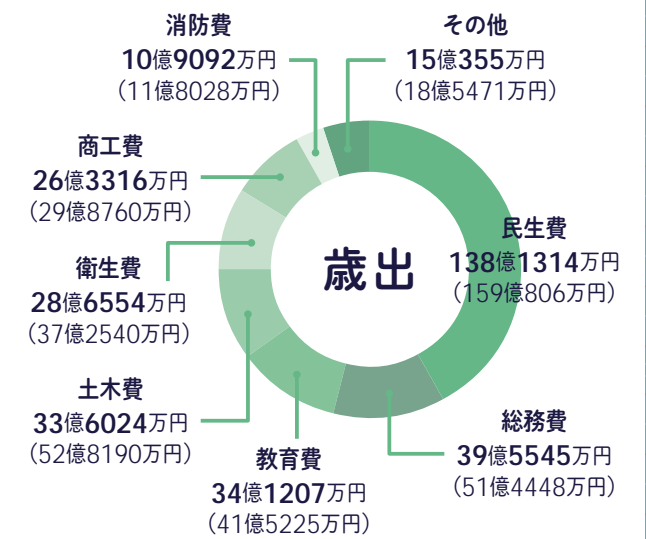 消防費
10億9092万円
（11億8028万円）
その他
15億355万円
（18億5471万円）
商工費
26億3316万円
（29億8760万円）
民生費
138億1314万円
（159億806万円）
歳出
衛生費
28億6554万円
（37億2540万円）
土木費
33億6024万円
（52億8190万円）
総務費
39億5545万円
（51億4448万円）
教育費
34億1207万円
（41億5225万円）